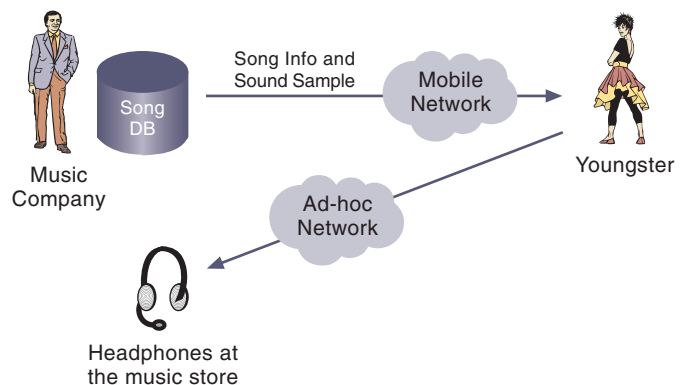 Song Info and
Sound Sample
Mobile
Network
Song
DB
Music
Company
Youngster
Ad-hoc
Network
Headphones at
the music store